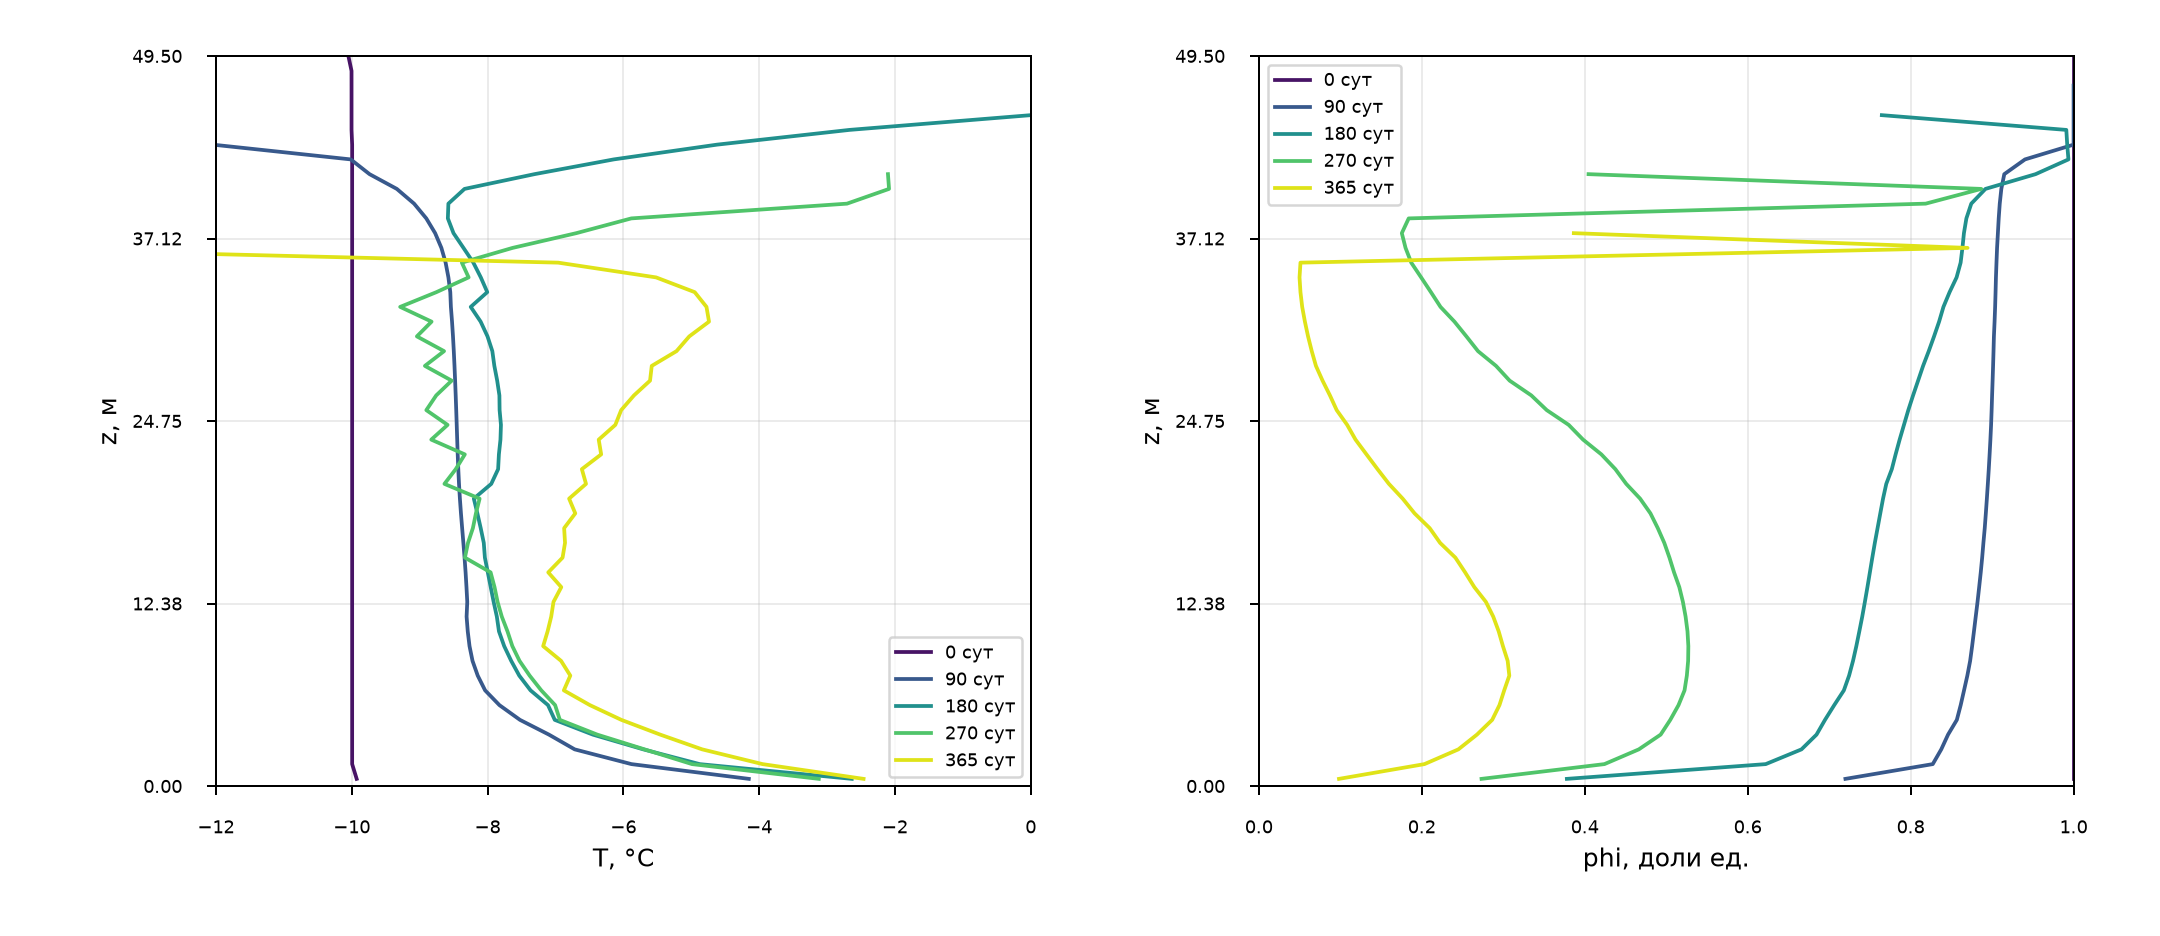 49.50
37.12
24.75
12.38
0.00
z, м
−12
−10
−8
−6
−4
−2
0
T, °C
0 сут
90 сут
180 сут
270 сут
365 сут
49.50
37.12
24.75
12.38
0.00
z, м
0.0
0.2
0.4
0.6
0.8
1.0
phi, доли ед.
0 сут
90 сут
180 сут
270 сут
365 сут